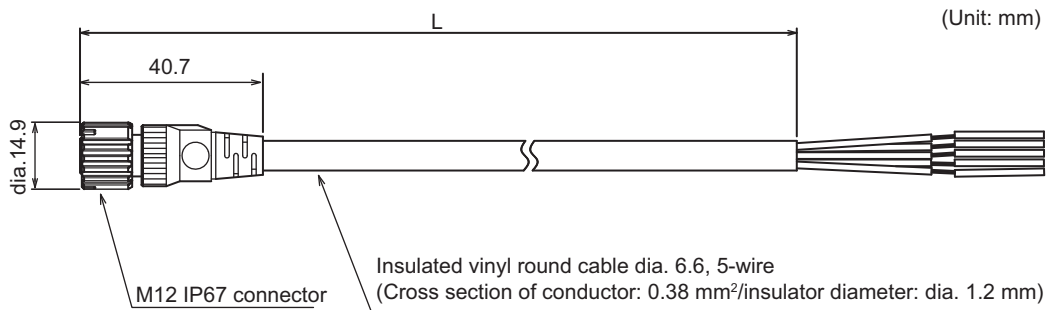 (Unit: mm)
L
40.7
dia.14.9
Insulated vinyl round cable dia. 6.6, 5-wire
(Cross section of conductor: 0.38 mm²/insulator diameter: dia. 1.2 mm)
M12 IP67 connector